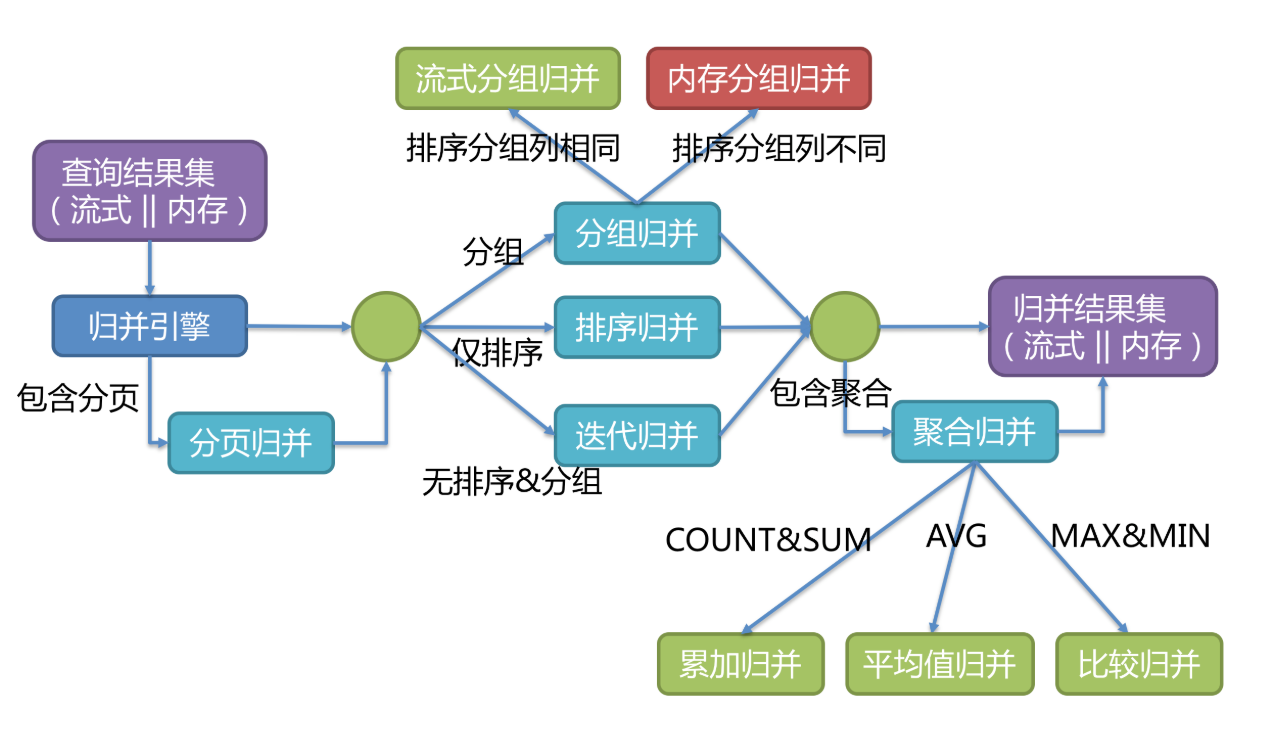 流式分组归并
内存分组归并
排序分组列相同
排序分组列不同
查询结果集
（流式 || 内存）
分组归并
分组
归并引擎
排序归并
归并结果集
（流式 || 内存）
仅排序
包含分页
包含聚合
分页归并
迭代归并
聚合归并
无排序&分组
COUNT&SUM
AVG
MAX&MIN
累加归并
平均值归并
比较归并